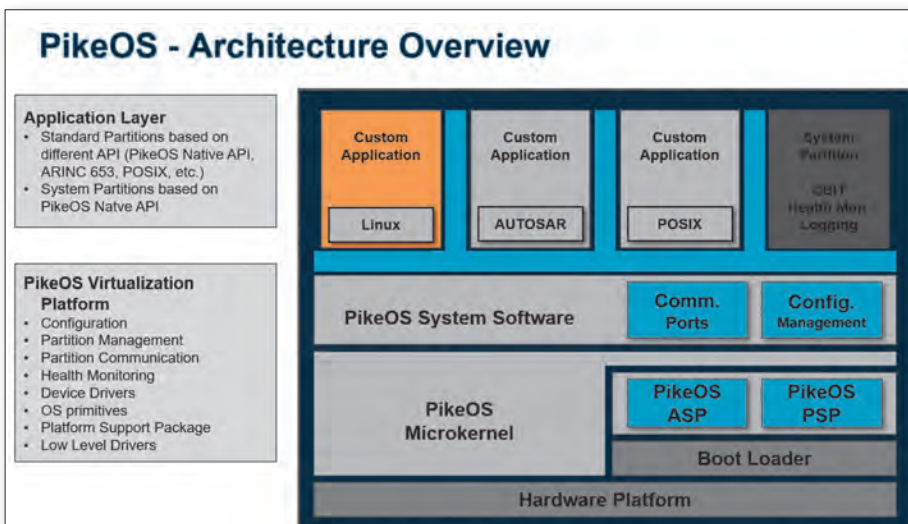 PikeOS - Architecture Overview
Application Layer
• Standard Partitions based on
different API (PikeOS Native API,
ARINC 653, POSIX, etc.)
• System Partitions based on
PikeOS Natve API
PikeOS Virtualization
Platform
• Configuration
• Partition Management
• Partition Communication
• Health Monitoring
• Device Drivers
• OS primitives
• Platform Support Package
• Low Level Drivers
Custom
Application
Linux
Custom
Application
AUTOSAR
Custom
Application
POSIX
System
Partition
CBIT
Health Mon
Logging
PikeOS System Software
Comm.
Ports
Config.
Management
PikeOS
Microkernel
PikeOS
ASP
PikeOS
PSP
Boot Loader
Hardware Platform